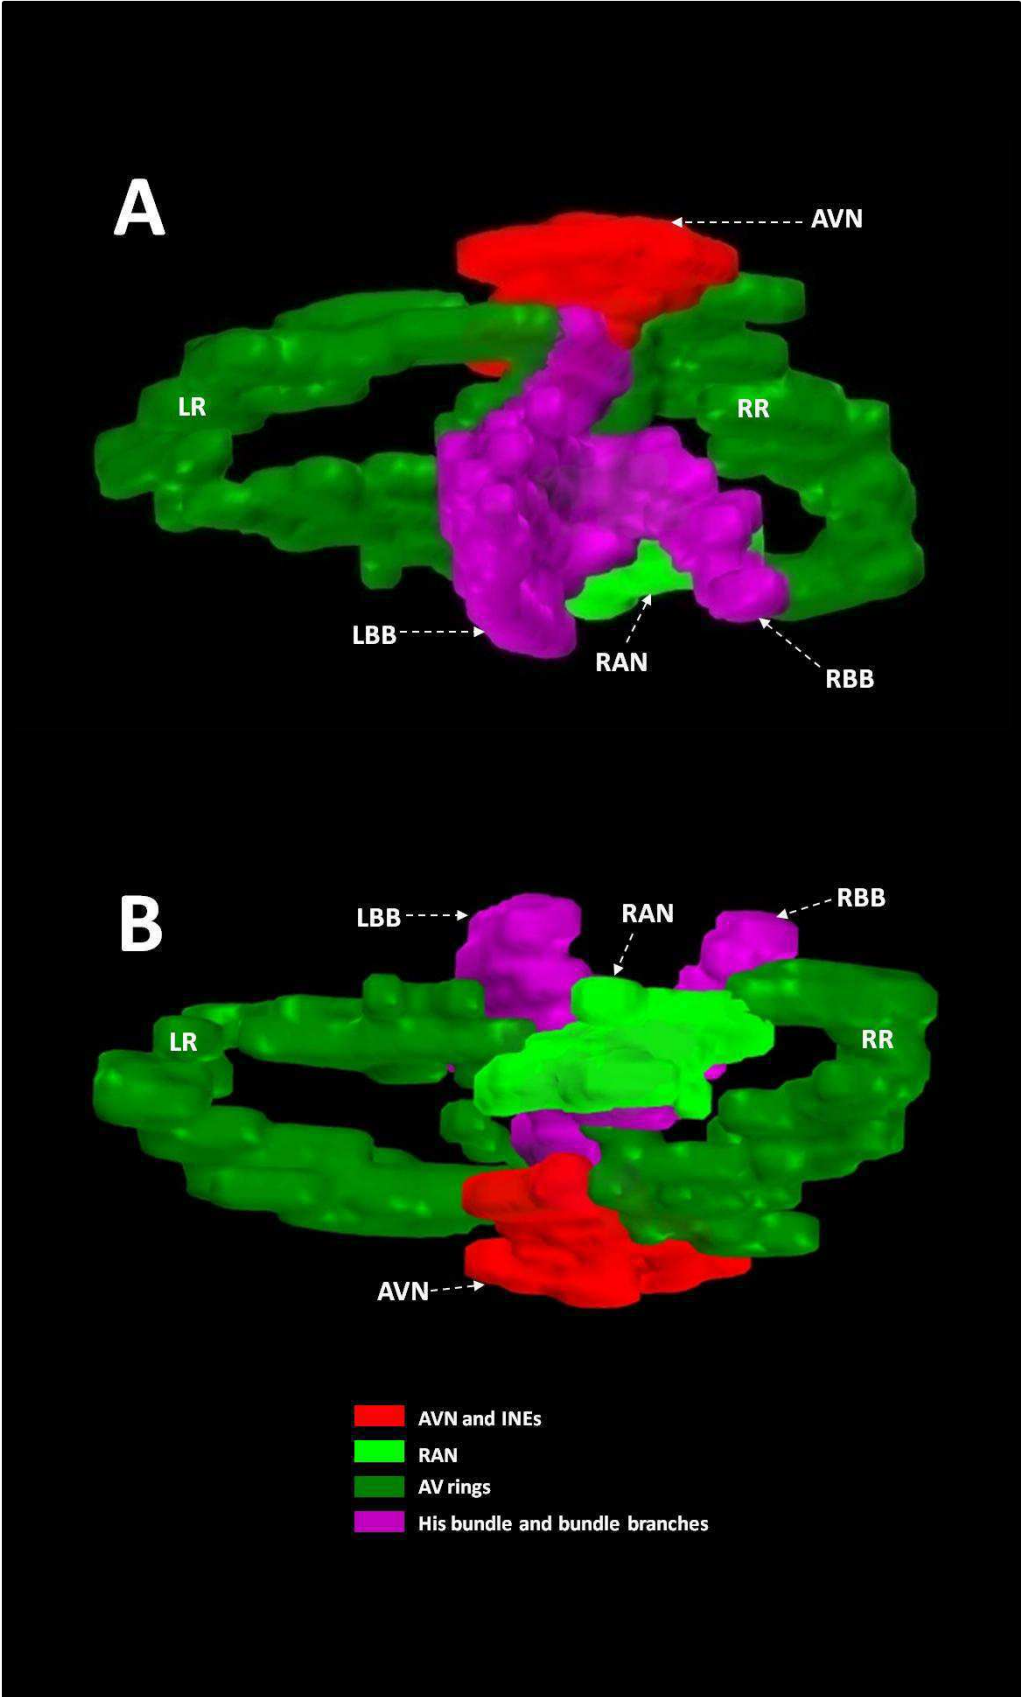 A
AVN
LR
RR
LBB
RAN
RBB
B
LBB
RAN
RBB
LR
RR
AVN
AVN and INEs
RAN
AV rings
His bundle and bundle branches